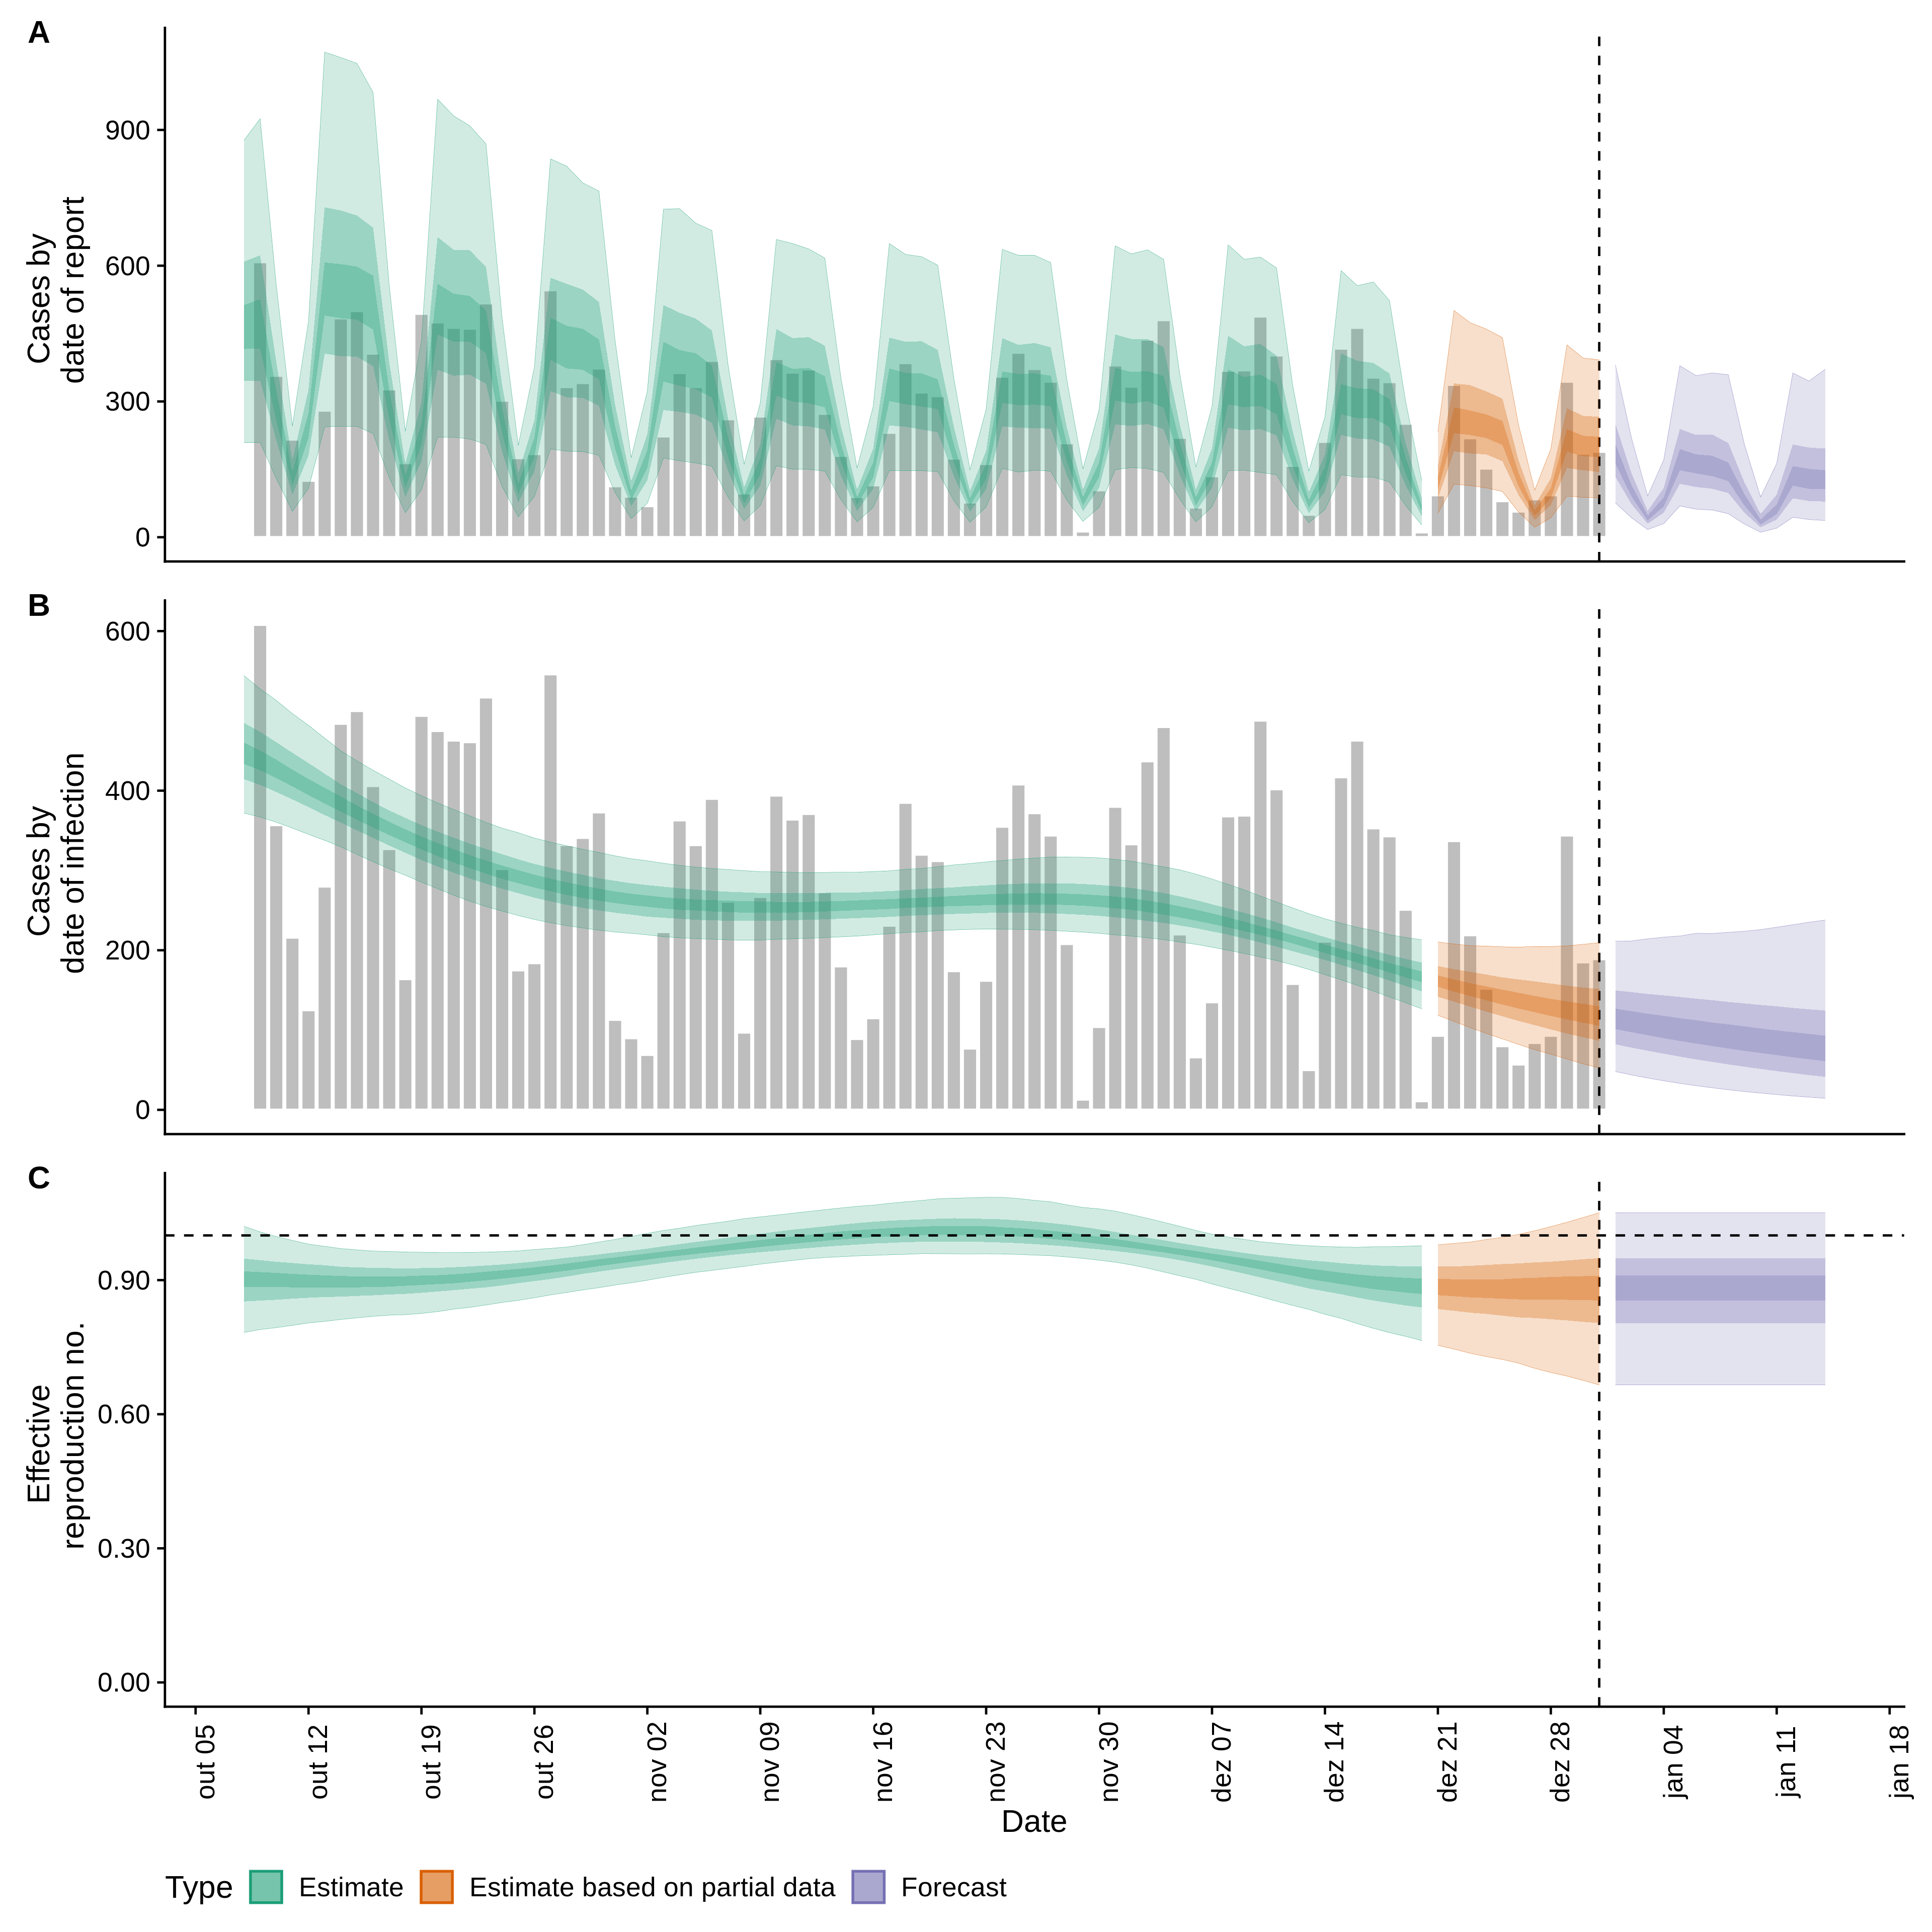 A
Cases by
date of report
900
600
300
0
B
Cases by
date of infection
600
400
200
0
C
Effective
reproduction no.
0.90
0.60
0.30
0.00
out 05
out 12
out 19
out 26
nov 02
nov 09
nov 16
nov 23
nov 30
dez 07
dez 14
dez 21
dez 28
jan 04
jan 11
jan 18
Date
Type Estimate Estimate based on partial data Forecast